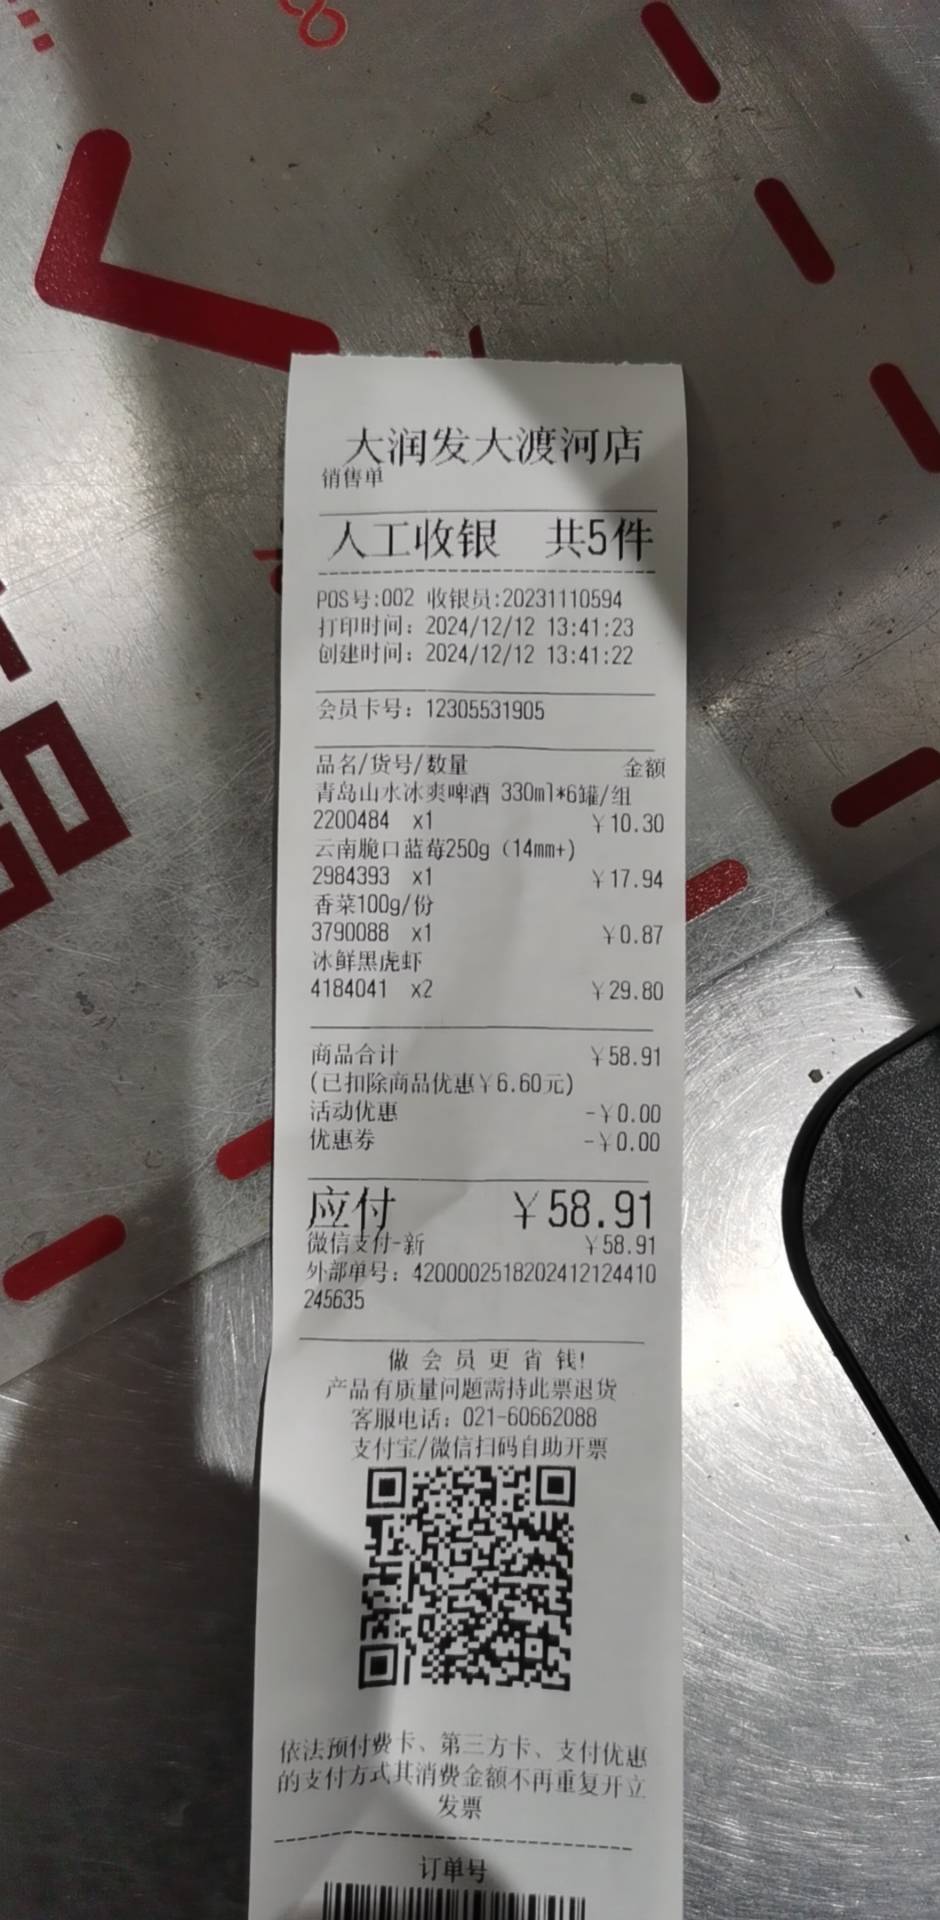 大润发大渡河店
销售单
人工收银 共5件
POS号:002 收银员:20231110594
打印时间: 2024/12/12 13:41:23
创建时间: 2024/12/12 13:41:22
会员卡号: 12305531905
品名/货号/数量 金额
青岛山水冰爽啤酒 330ml*6罐/组
2200484 x1 ￥10.30
云南脆口蓝莓250g (14mm+)
2984393 x1 ￥17.94
香菜100g/份
3790088 x1 ￥0.87
冰鲜黑虎虾
4184041 x2 ￥29.80
商品合计 ￥58.91
(已扣除商品优惠￥6.60元)
活动优惠 -￥0.00
优惠券 -￥0.00
应付 ￥58.91
微信支付-新 ￥58.91
外部单号: 4200002518202412124410
245635
做会员更省钱!
产品有质量问题需持此票退货
客服电话: 021-60662088
支付宝/微信扫码自助开票
依法预付费卡、第三方卡、支付优惠
的支付方式其消费金额不再重复开立
发票
订单号